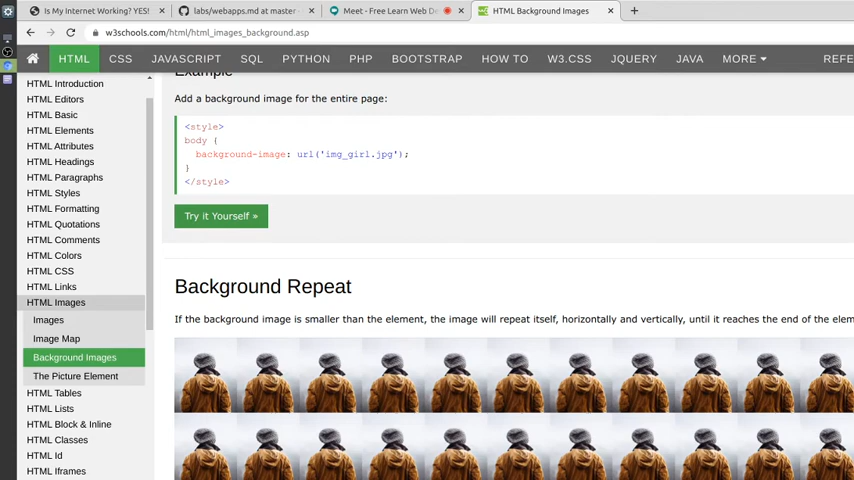 Is My Internet Working? YES!
labs/webapps.md at master
Meet - Free Learn Web De
HTML Background Images
w3schools.com/html/html_images_background.asp
HTML CSS JAVASCRIPT SQL PYTHON PHP BOOTSTRAP HOW TO W3.CSS JQUERY JAVA MORE REFE
HTML Introduction
HTML Editors
HTML Basic
HTML Elements
HTML Attributes
HTML Headings
HTML Paragraphs
HTML Styles
HTML Formatting
HTML Quotations
HTML Comments
HTML Colors
HTML CSS
HTML Links
HTML Images
Images
Image Map
Background Images
The Picture Element
HTML Tables
HTML Lists
HTML Block & Inline
HTML Classes
HTML Id
HTML Iframes
Example
Add a background image for the entire page:
<style>
body {
background-image: url('img_girl.jpg');
}
</style>
Try it Yourself »
Background Repeat
If the background image is smaller than the element, the image will repeat itself, horizontally and vertically, until it reaches the end of the elem